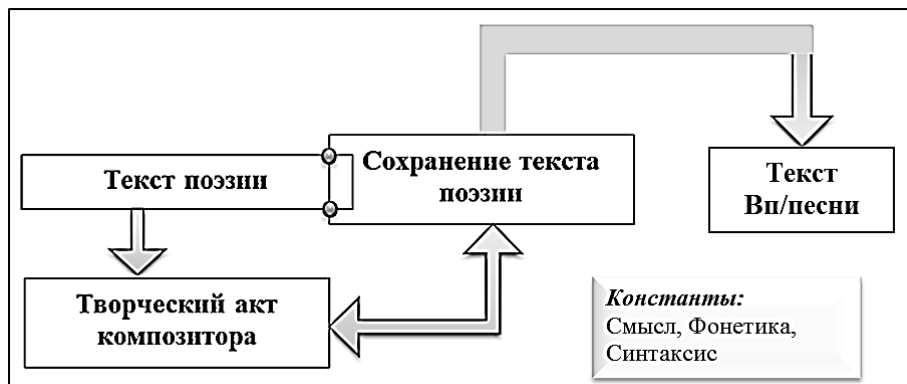 Текст поэзии
Сохранение текста
поэзии
Текст
Вп/песни
Творческий акт
композитора
Константы:
Смысл, Фонетика,
Синтаксис